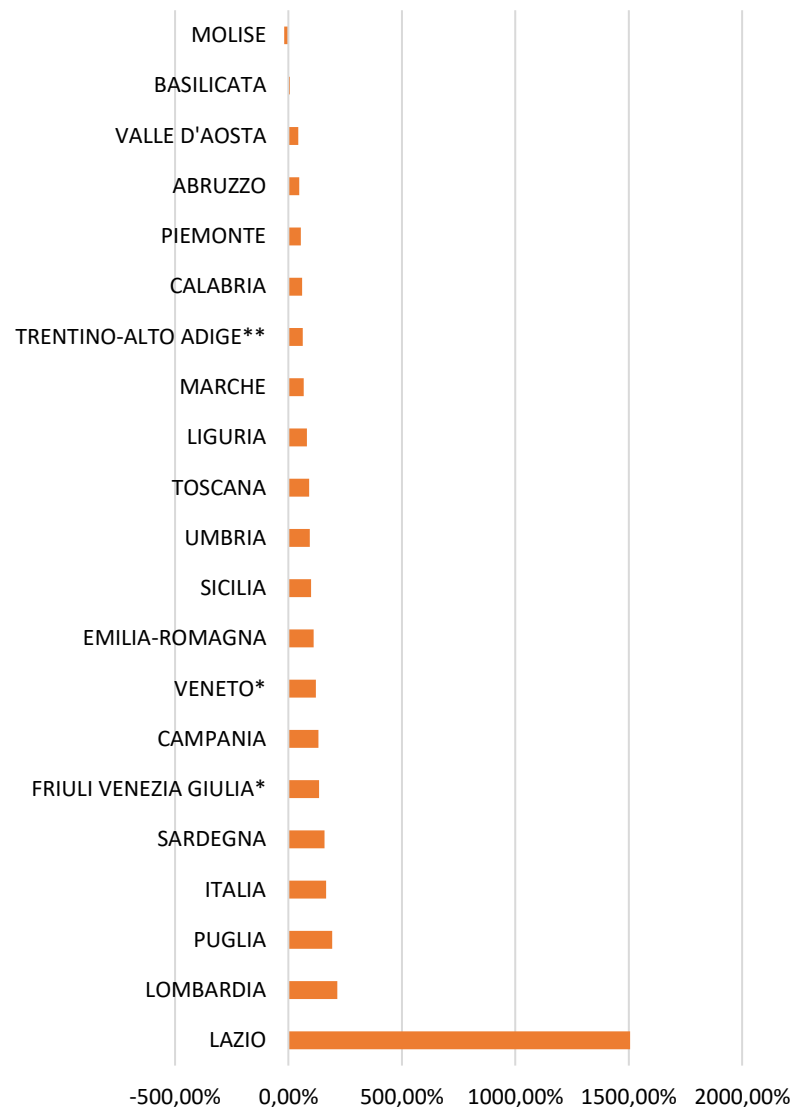 MOLISE
BASILICATA
VALLE D'AOSTA
ABRUZZO
PIEMONTE
CALABRIA
TRENTINO-ALTO ADIGE**
MARCHE
LIGURIA
TOSCANA
UMBRIA
SICILIA
EMILIA-ROMAGNA
VENETO*
CAMPANIA
FRIULI VENEZIA GIULIA*
SARDEGNA
ITALIA
PUGLIA
LOMBARDIA
LAZIO
-500,00% 0,00% 500,00% 1000,00% 1500,00% 2000,00%